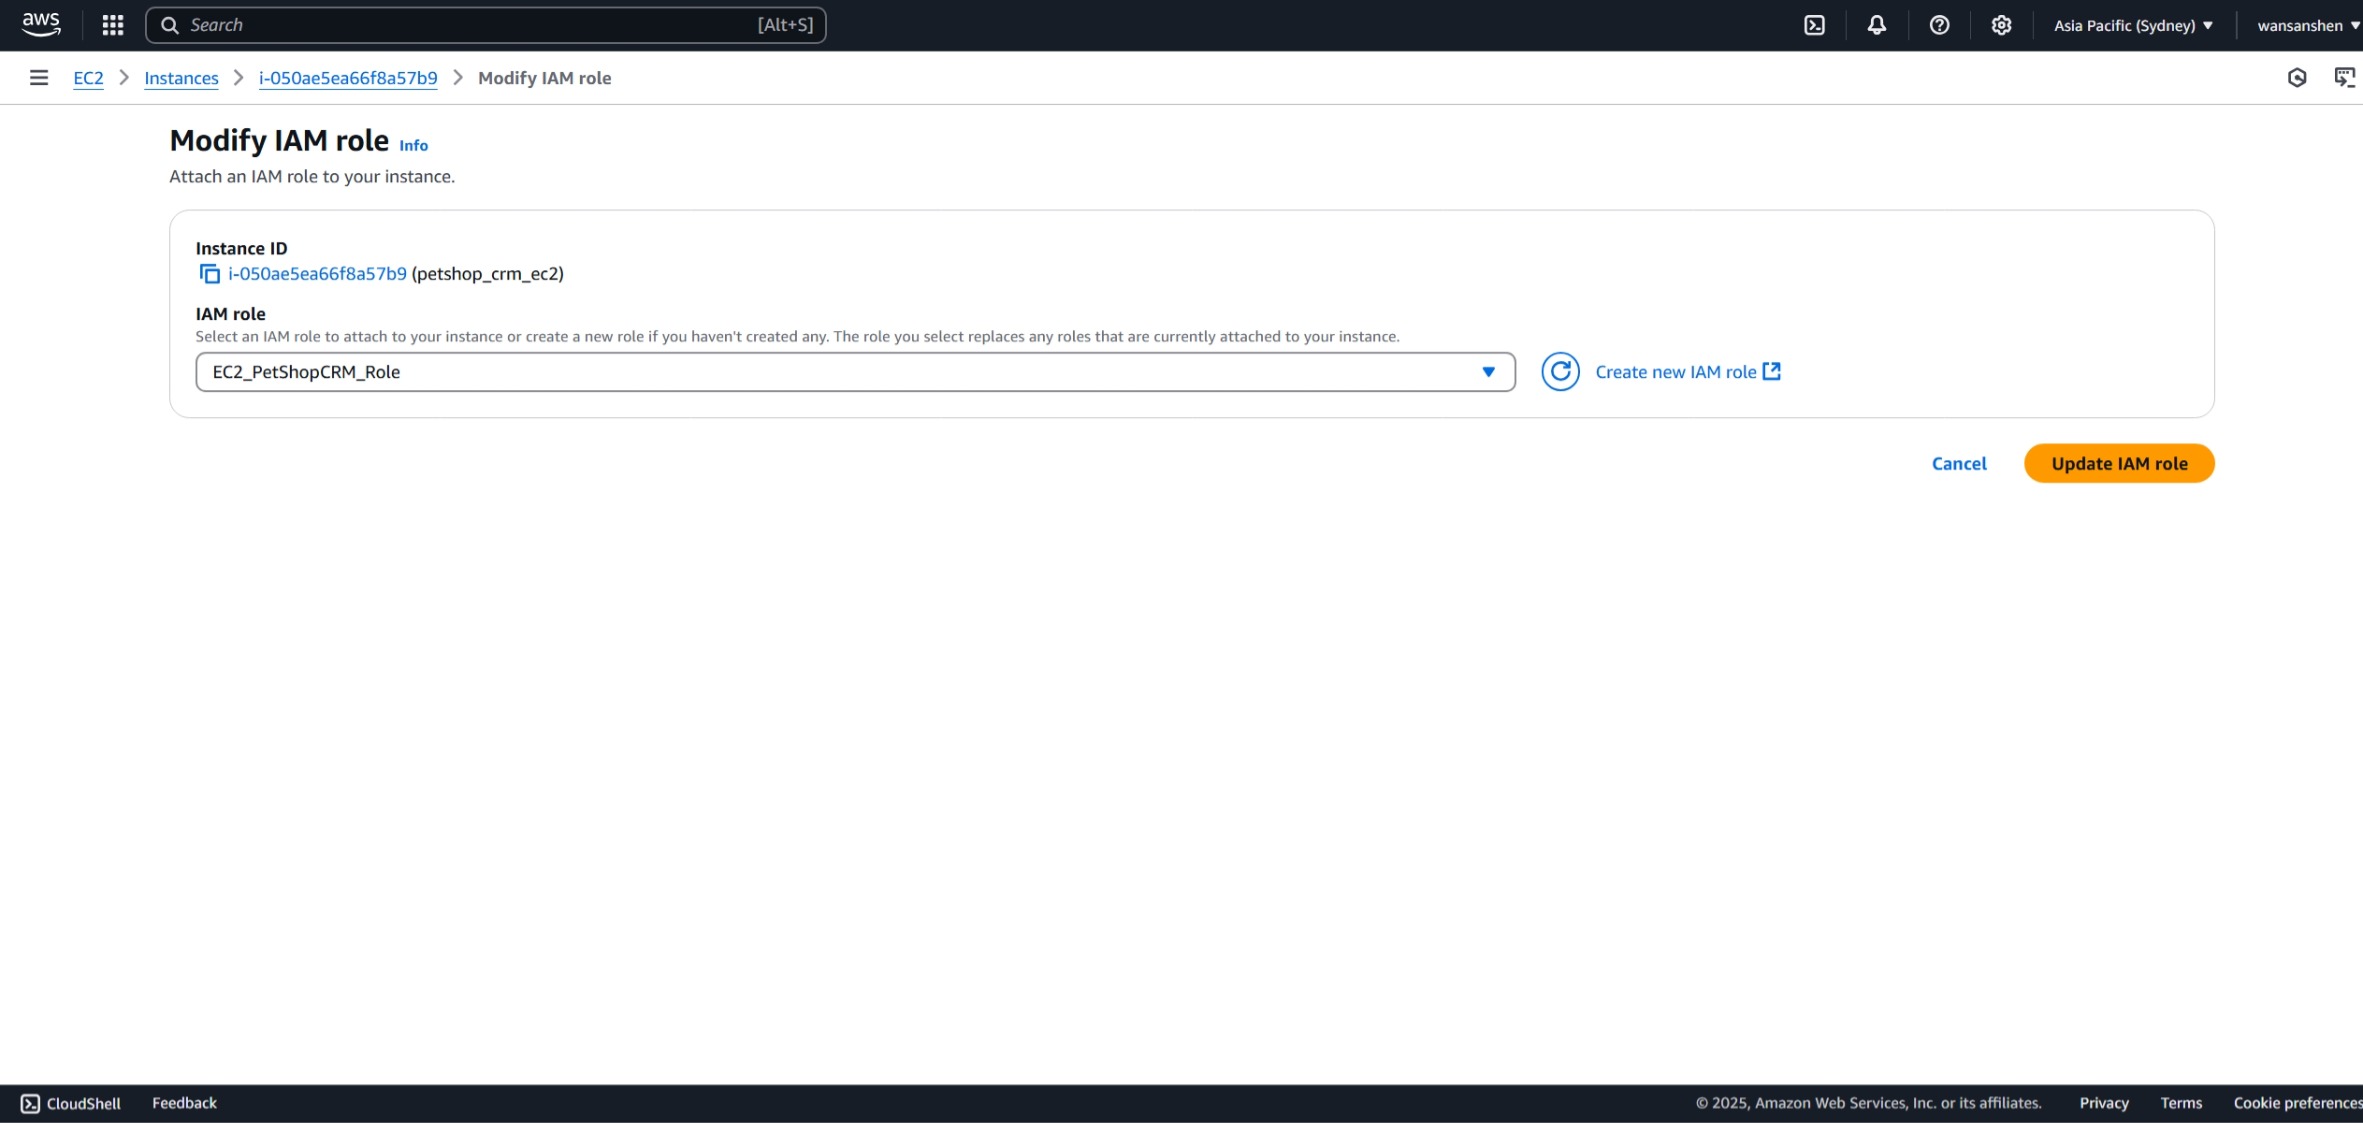 aws
Search [Alt+S]
Asia Pacific (Sydney)
wansanshen
EC2 Instances i-050ae5ea66f8a57b9 Modify IAM role
Modify IAM role Info
Attach an IAM role to your instance.
Instance ID
i-050ae5ea66f8a57b9 (petshop_crm_ec2)
IAM role
Select an IAM role to attach to your instance or create a new role if you haven't created any. The role you select replaces any roles that are currently attached to your instance.
EC2_PetShopCRM_Role
Create new IAM role
Cancel Update IAM role
CloudShell Feedback © 2025, Amazon Web Services, Inc. or its affiliates. Privacy Terms Cookie preferences